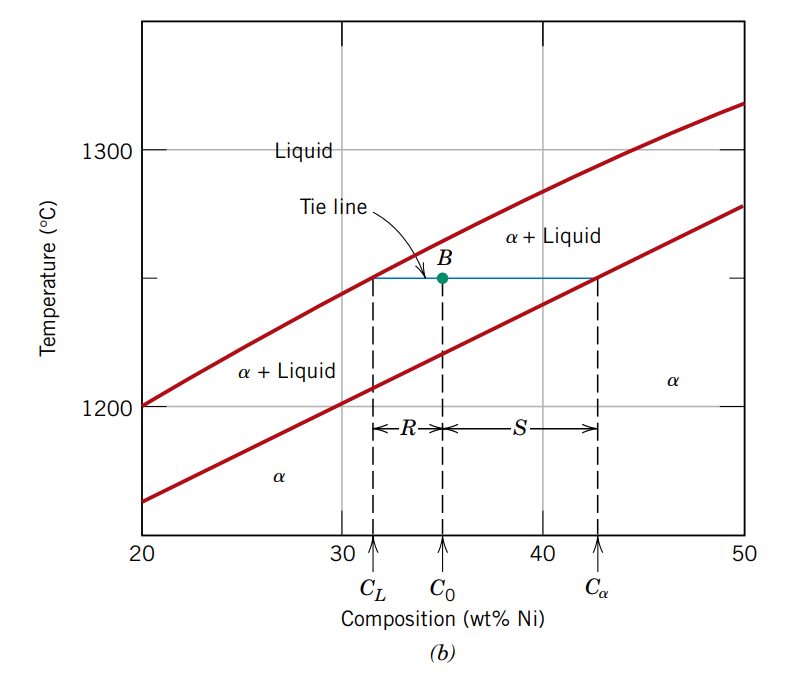 Temperature (°C)
1300
1200
Liquid
Tie line
α + Liquid
B
α + Liquid
α
R
S
α
20
30
40
50
C_L
C_0
C_α
Composition (wt% Ni)
(b)